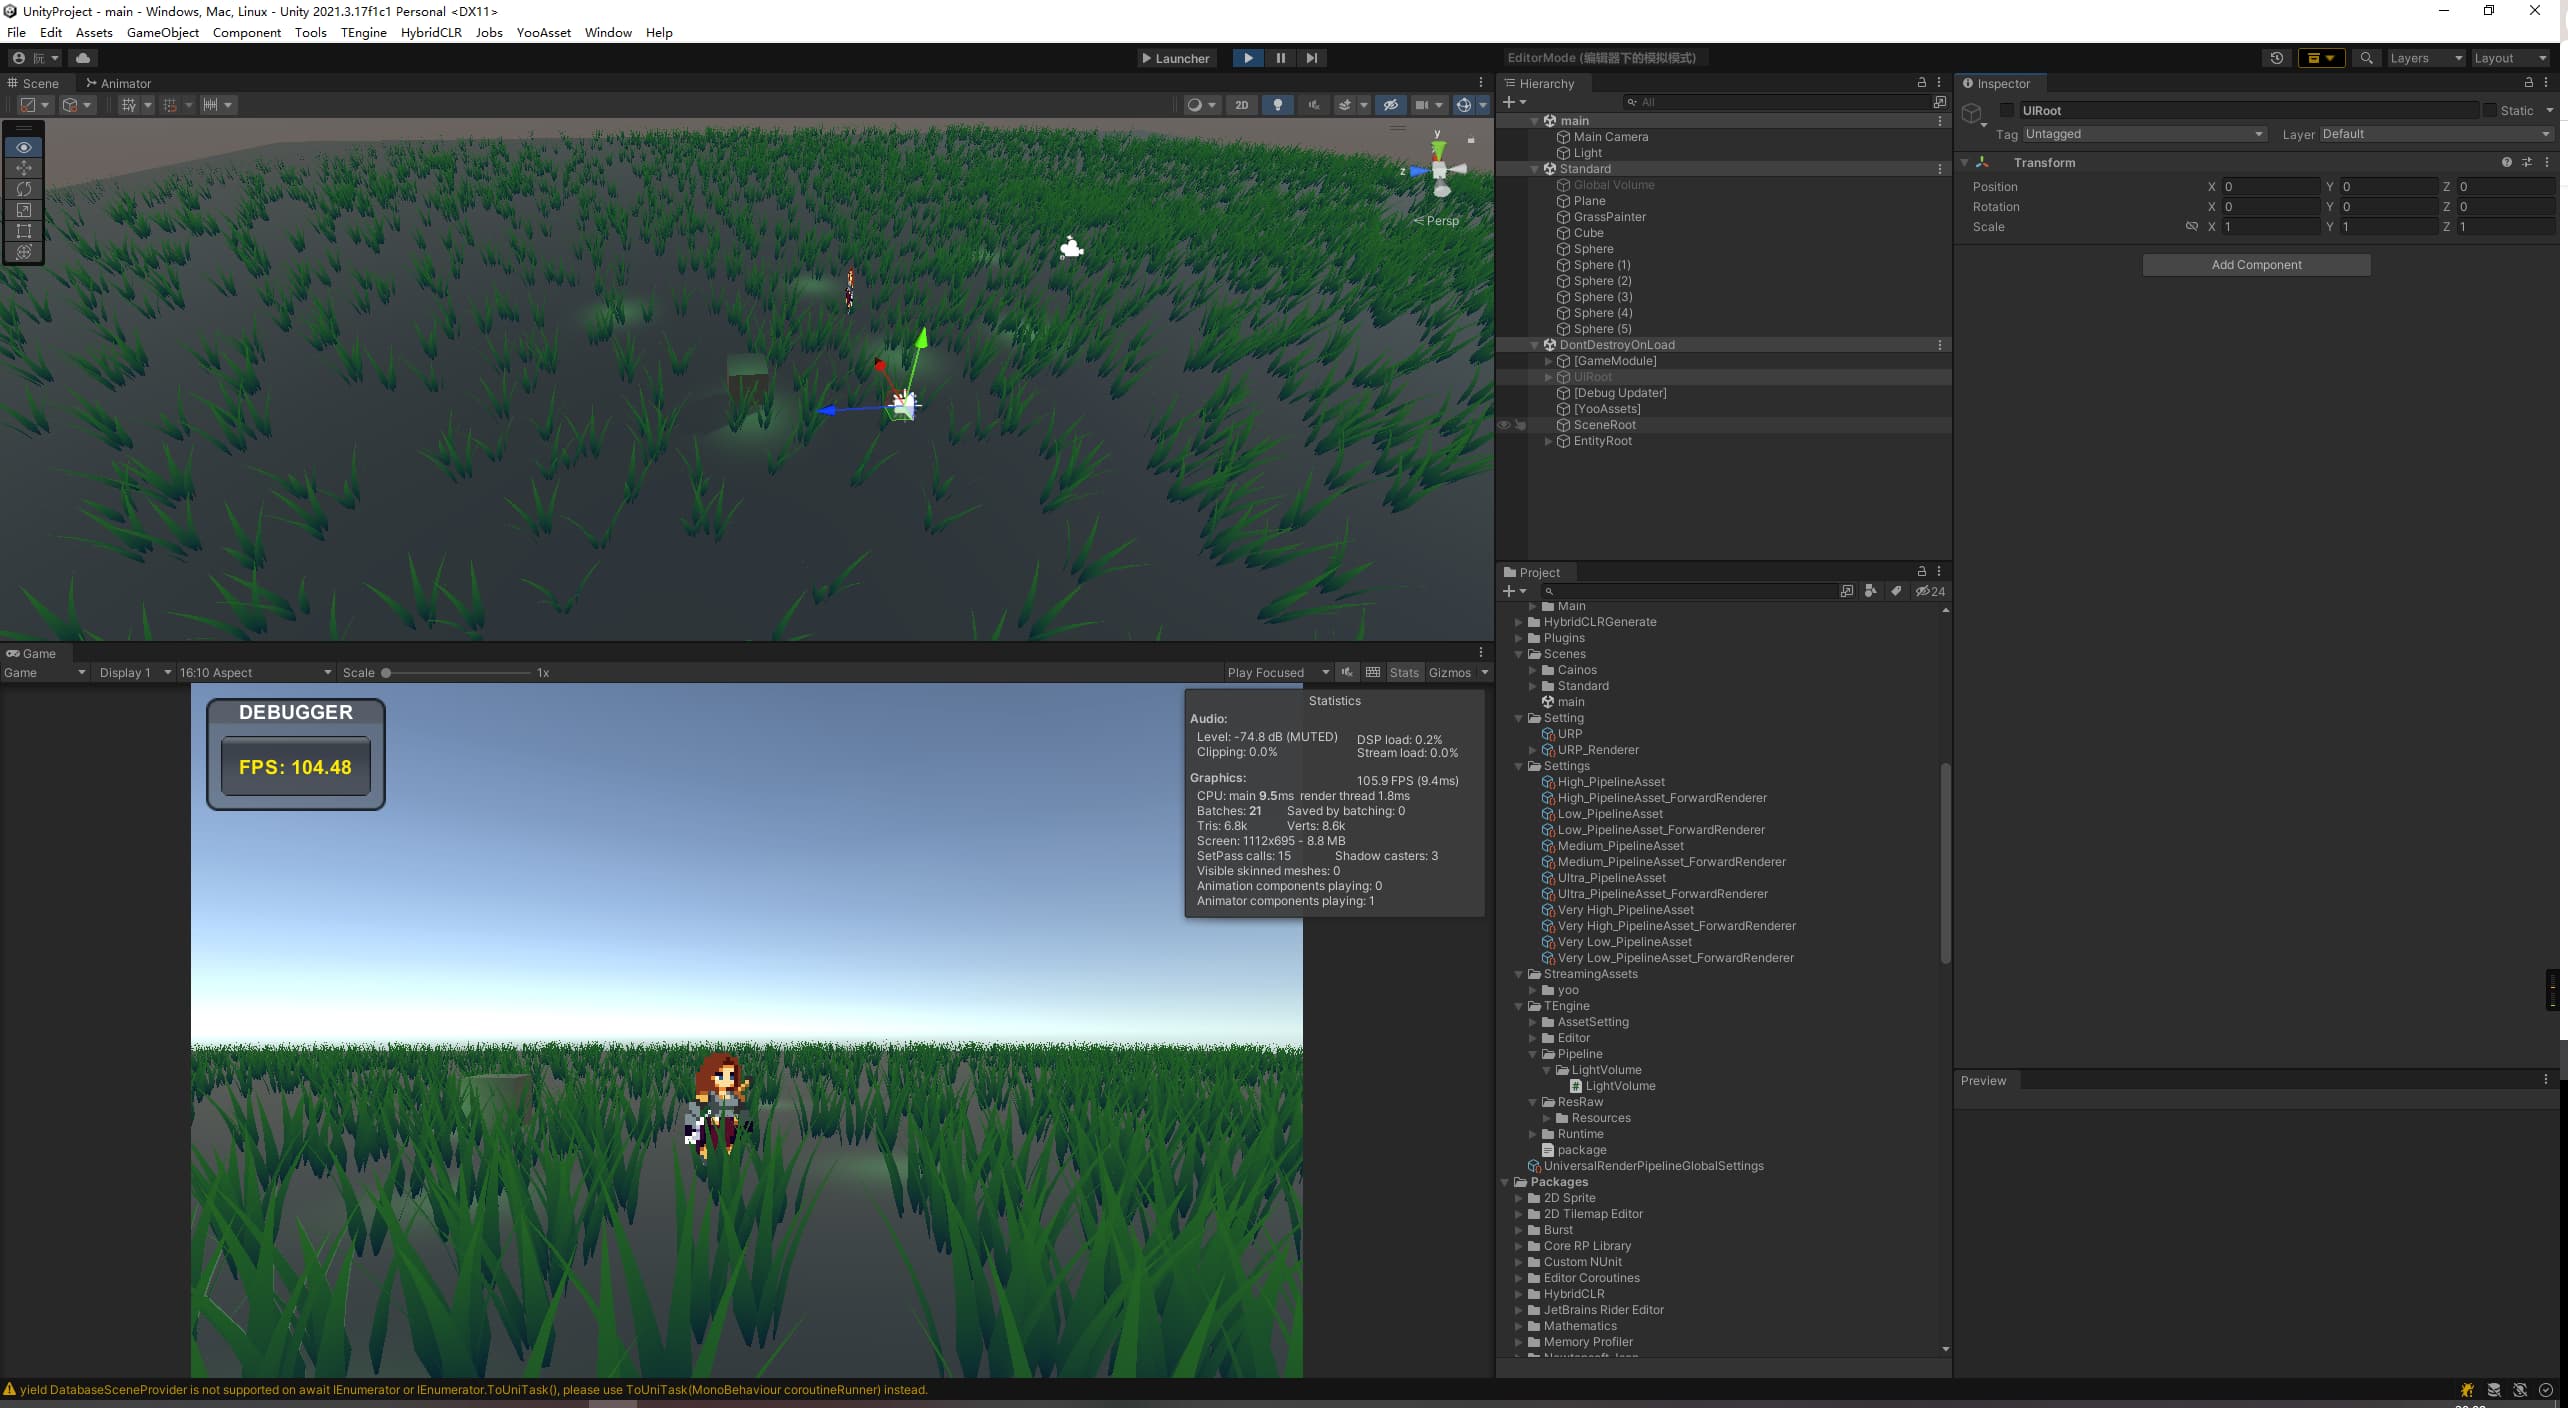 UnityProject - main - Windows, Mac, Linux - Unity 2021.3.17f1c1 Personal <DX11>
File Edit Assets GameObject Component Tools TEngine HybridCLR Jobs YooAsset Window Help
阮
Launcher
EditorMode (编辑器下的模拟模式)
Layers
Layout
Scene
Animator
2D
y
z
Persp
Game
Game
Display 1
16:10 Aspect
Scale
1x
Play Focused
Stats
Gizmos
DEBUGGER
FPS: 104.48
Statistics
Audio:
Level: -74.8 dB (MUTED) DSP load: 0.2%
Clipping: 0.0% Stream load: 0.0%
Graphics: 105.9 FPS (9.4ms)
CPU: main 9.5ms render thread 1.8ms
Batches: 21 Saved by batching: 0
Tris: 6.8k Verts: 8.6k
Screen: 1112x695 - 8.8 MB
SetPass calls: 15 Shadow casters: 3
Visible skinned meshes: 0
Animation components playing: 0
Animator components playing: 1
Hierarchy
All
main
Main Camera
Light
Standard
Global Volume
Plane
GrassPainter
Cube
Sphere
Sphere (1)
Sphere (2)
Sphere (3)
Sphere (4)
Sphere (5)
DontDestroyOnLoad
[GameModule]
UIRoot
[Debug Updater]
[YooAssets]
SceneRoot
EntityRoot
Project
24
Main
HybridCLRGenerate
Plugins
Scenes
Cainos
Standard
main
Setting
URP
URP_Renderer
Settings
High_PipelineAsset
High_PipelineAsset_ForwardRenderer
Low_PipelineAsset
Low_PipelineAsset_ForwardRenderer
Medium_PipelineAsset
Medium_PipelineAsset_ForwardRenderer
Ultra_PipelineAsset
Ultra_PipelineAsset_ForwardRenderer
Very High_PipelineAsset
Very High_PipelineAsset_ForwardRenderer
Very Low_PipelineAsset
Very Low_PipelineAsset_ForwardRenderer
StreamingAssets
yoo
TEngine
AssetSetting
Editor
Pipeline
LightVolume
LightVolume
ResRaw
Resources
Runtime
package
UniversalRenderPipelineGlobalSettings
Packages
2D Sprite
2D Tilemap Editor
Burst
Core RP Library
Custom NUnit
Editor Coroutines
HybridCLR
JetBrains Rider Editor
Mathematics
Memory Profiler
Inspector
UIRoot
Static
Tag Untagged
Layer Default
Transform
Position X 0 Y 0 Z 0
Rotation X 0 Y 0 Z 0
Scale X 1 Y 1 Z 1
Add Component
Preview
yield DatabaseSceneProvider is not supported on await IEnumerator or IEnumerator.ToUniTask(), please use ToUniTask(MonoBehaviour coroutineRunner) instead.